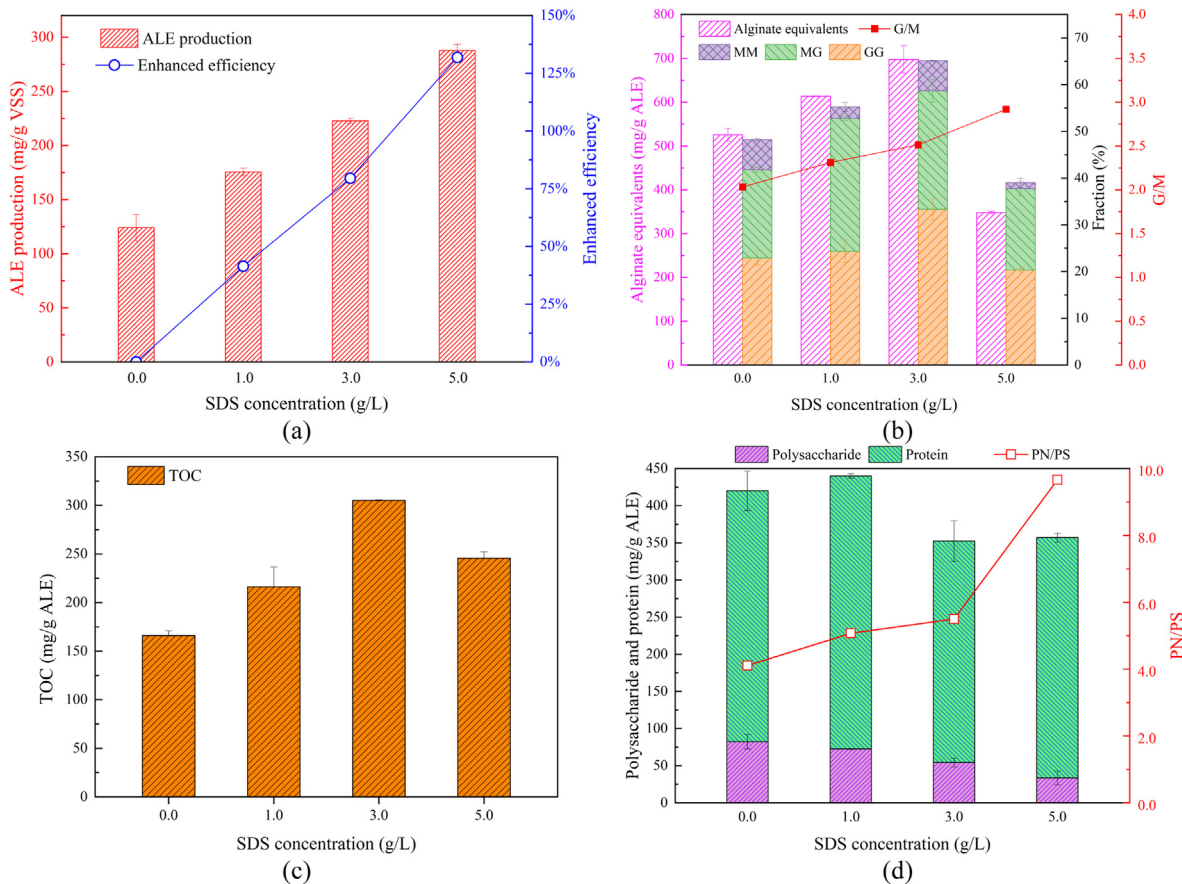 ALE production
Enhanced efficiency
ALE production (mg/g VSS)
300
250
200
150
100
50
0
150%
125%
100%
75%
50%
25%
0%
Enhanced efficiency
0.0 1.0 3.0 5.0
SDS concentration (g/L)
(a)
Alginate equivalents G/M
MM MG GG
Alginate equivalents (mg/g ALE)
800
700
600
500
400
300
200
100
0
70
60
50
40
30
20
10
0
Fraction (%)
4.0
3.5
3.0
2.5
2.0
1.5
1.0
0.5
0.0
G/M
0.0 1.0 3.0 5.0
SDS concentration (g/L)
(b)
TOC
TOC (mg/g ALE)
350
300
250
200
150
100
50
0
0.0 1.0 3.0 5.0
SDS concentration (g/L)
(c)
Polysaccharide Protein PN/PS
Polysaccharide and protein (mg/g ALE)
450
400
350
300
250
200
150
100
50
0
10.0
8.0
6.0
4.0
2.0
0.0
PN/PS
0.0 1.0 3.0 5.0
SDS concentration (g/L)
(d)